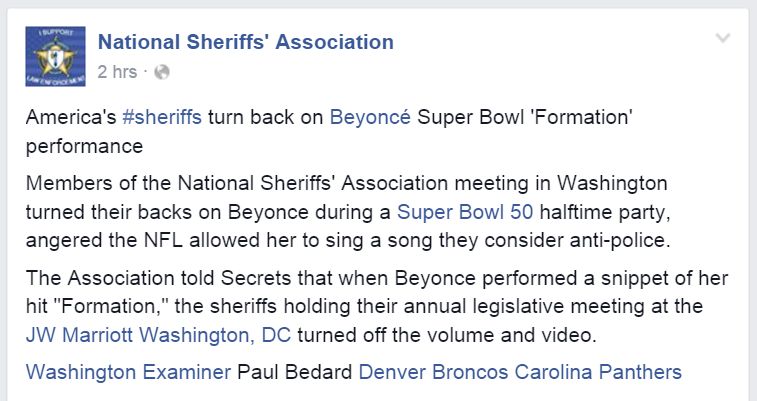 I SUPPORT
LAW ENFORCEMENT
National Sheriffs' Association
2 hrs ·
America's #sheriffs turn back on Beyoncé Super Bowl 'Formation'
performance
Members of the National Sheriffs' Association meeting in Washington
turned their backs on Beyonce during a Super Bowl 50 halftime party,
angered the NFL allowed her to sing a song they consider anti-police.
The Association told Secrets that when Beyonce performed a snippet of her
hit "Formation," the sheriffs holding their annual legislative meeting at the
JW Marriott Washington, DC turned off the volume and video.
Washington Examiner Paul Bedard Denver Broncos Carolina Panthers